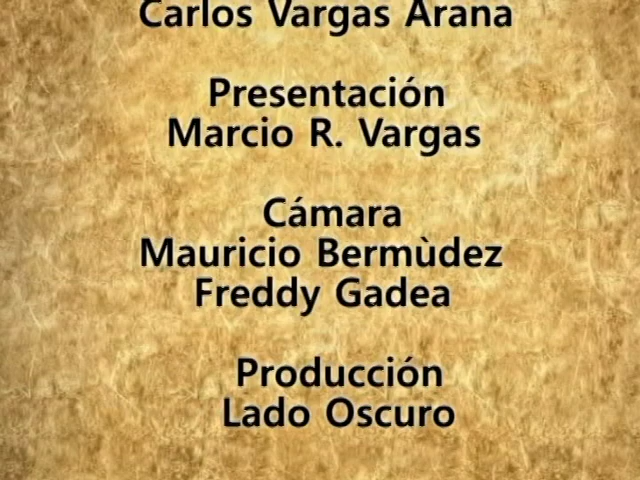 Carlos Vargas Arana
Presentación
Marcio R. Vargas
Cámara
Mauricio Bermùdez
Freddy Gadea
Producción
Lado Oscuro